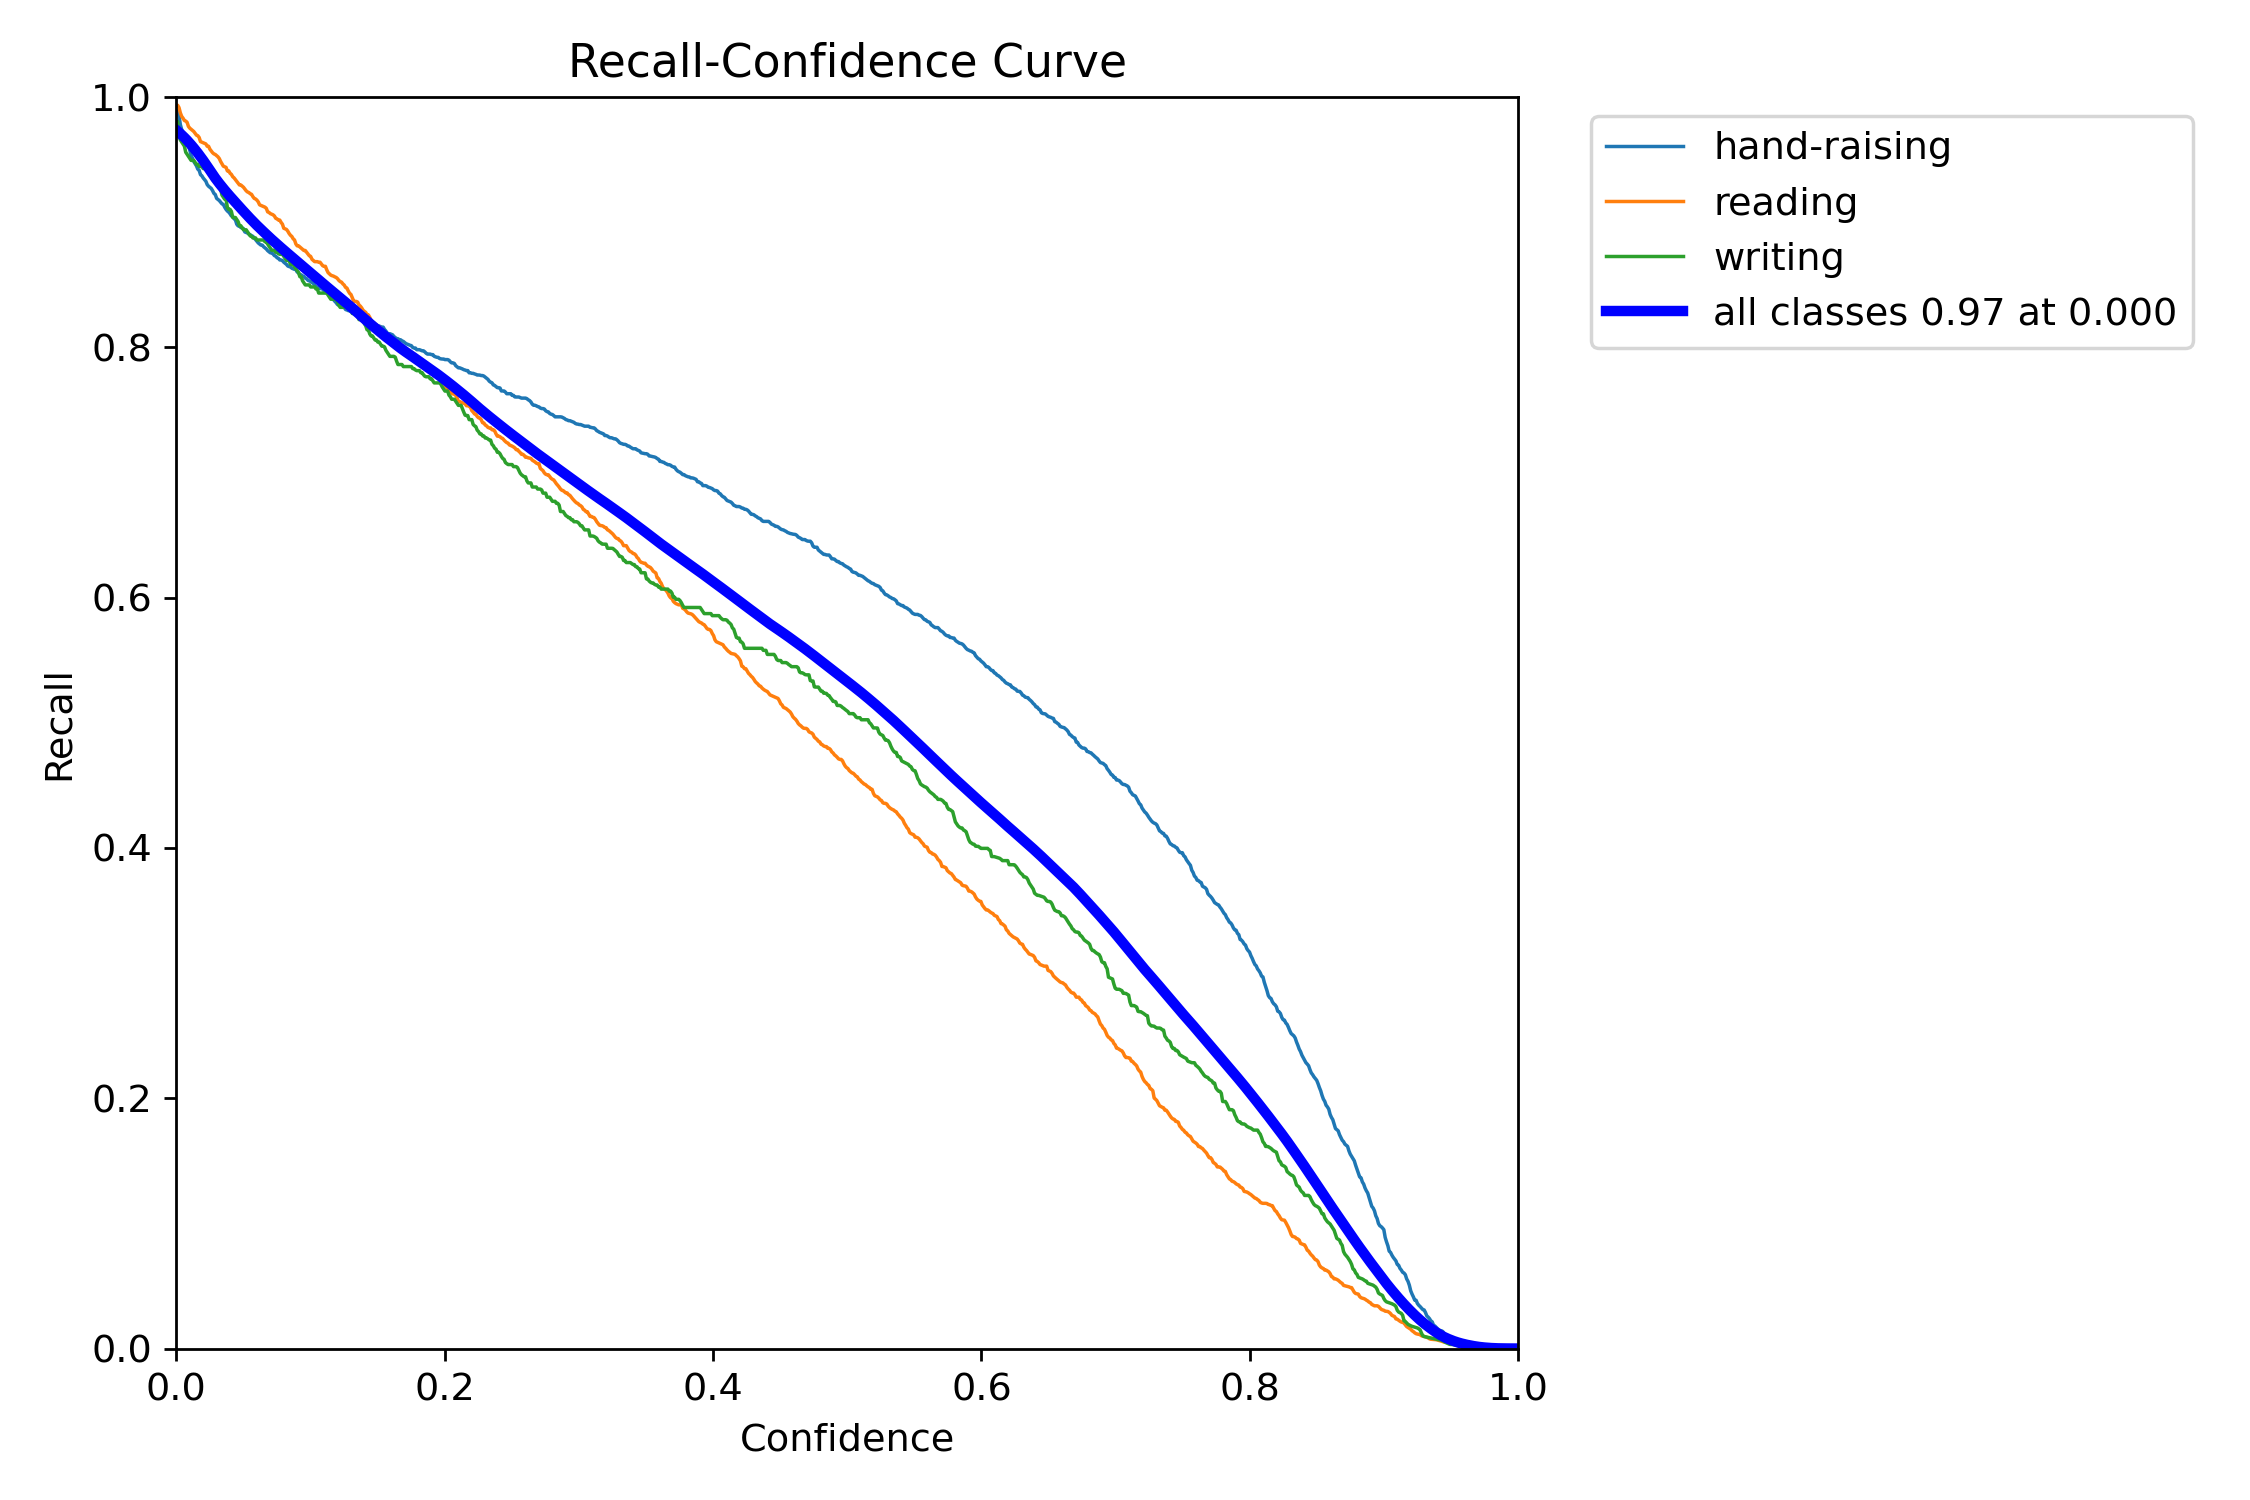 Recall-Confidence Curve
1.0
0.8
0.6
0.4
0.2
0.0
Recall
0.0 0.2 0.4 0.6 0.8 1.0
Confidence
hand-raising
reading
writing
all classes 0.97 at 0.000